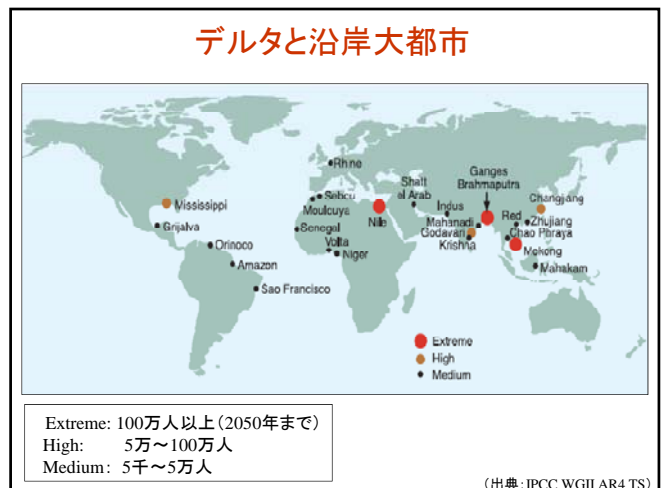 デルタと沿岸大都市
Rhine
Shatt
el Arab
Ganges
Brahmaputra
Changjiang
Mississippi
Sebou
Moulouya
Nile
Indus
Mahanadi
Red
Zhujiang
Grijalva
Senegal
Godavari
Krishna
Chao Phraya
Orinoco
Volta
Niger
Mekong
Amazon
Mahakam
Sao Francisco
Extreme
High
Medium
Extreme: 100万人以上(2050年まで)
High: 5万~100万人
Medium: 5千~5万人
(出典:IPCC WGII AR4 TS)